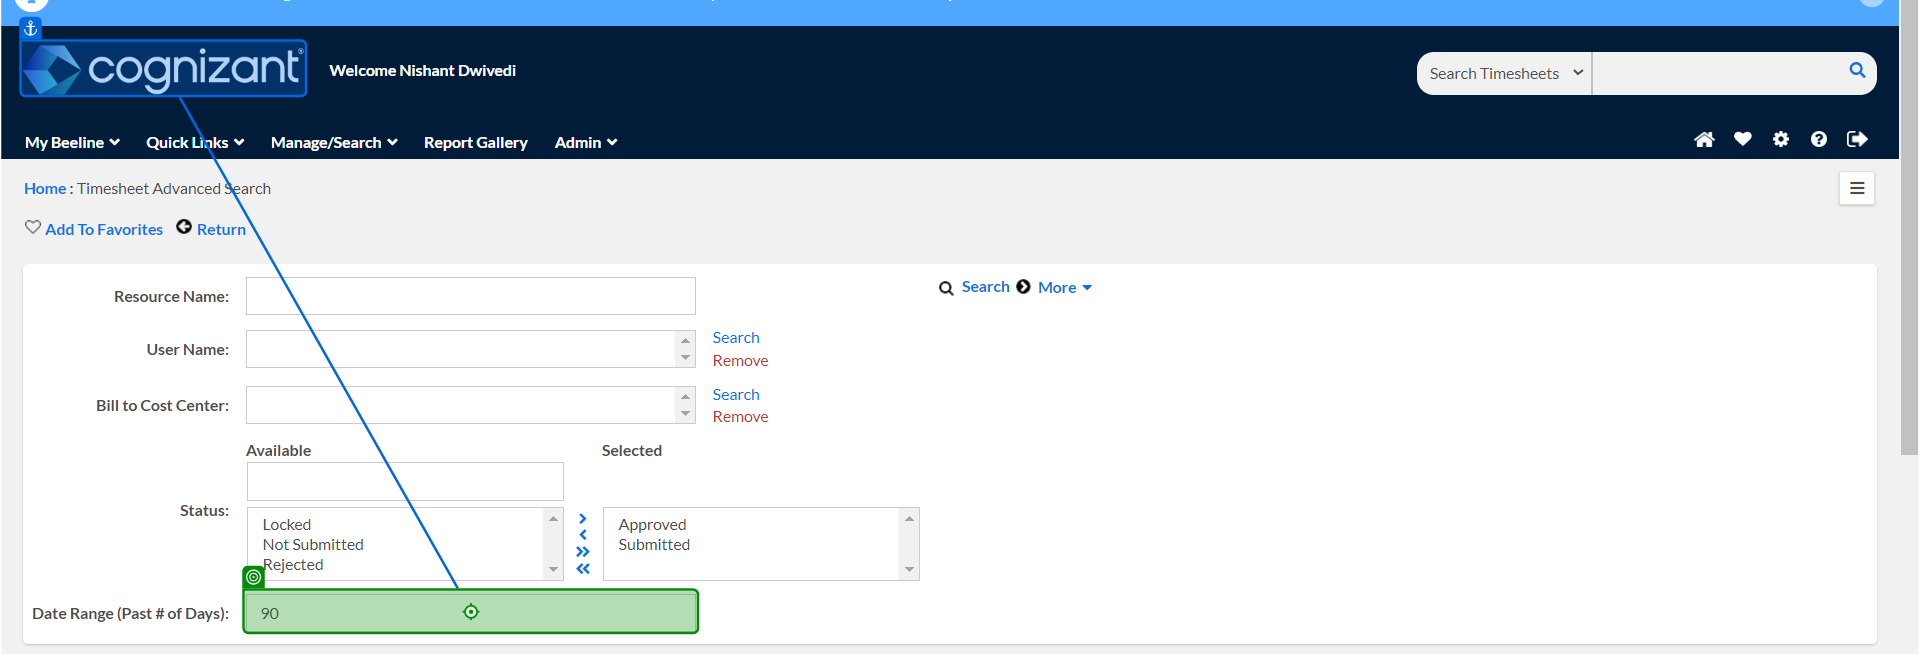 cognizant®
Welcome Nishant Dwivedi
Search Timesheets
My Beeline
Quick Links
Manage/Search
Report Gallery
Admin
Home : Timesheet Advanced Search
Add To Favorites
Return
Resource Name:
Search
More
User Name:
Search
Remove
Bill to Cost Center:
Search
Remove
Available
Selected
Status:
Locked
Not Submitted
Rejected
Approved
Submitted
Date Range (Past # of Days):
90